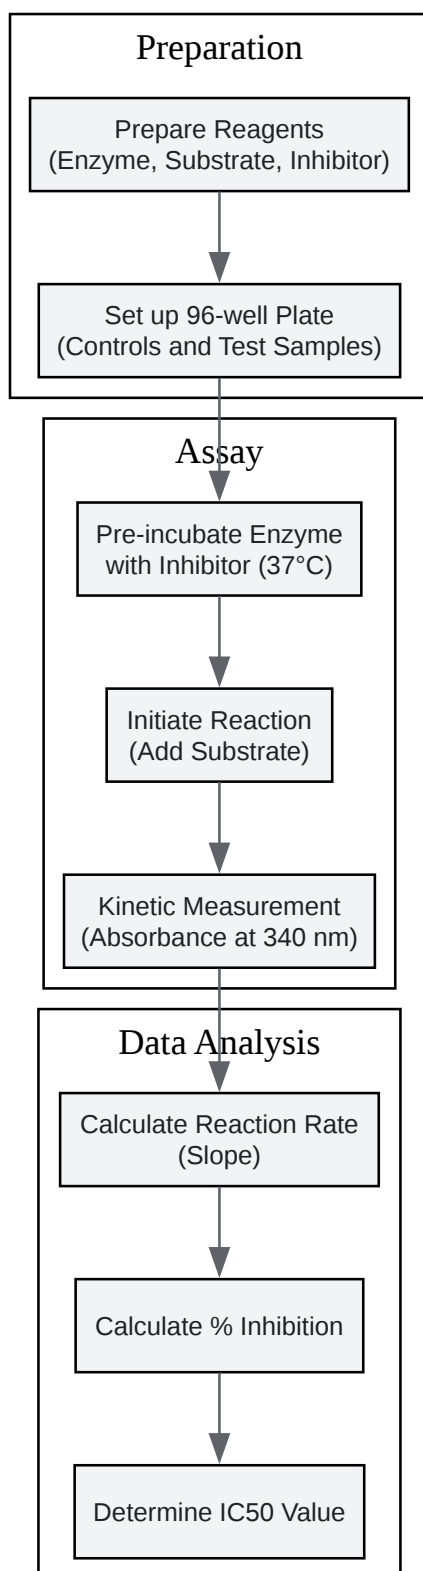 Preparation
Prepare Reagents
(Enzyme, Substrate, Inhibitor)
Set up 96-well Plate
(Controls and Test Samples)
Assay
Pre-incubate Enzyme
with Inhibitor (37°C)
Initiate Reaction
(Add Substrate)
Kinetic Measurement
(Absorbance at 340 nm)
Data Analysis
Calculate Reaction Rate
(Slope)
Calculate % Inhibition
Determine IC50 Value